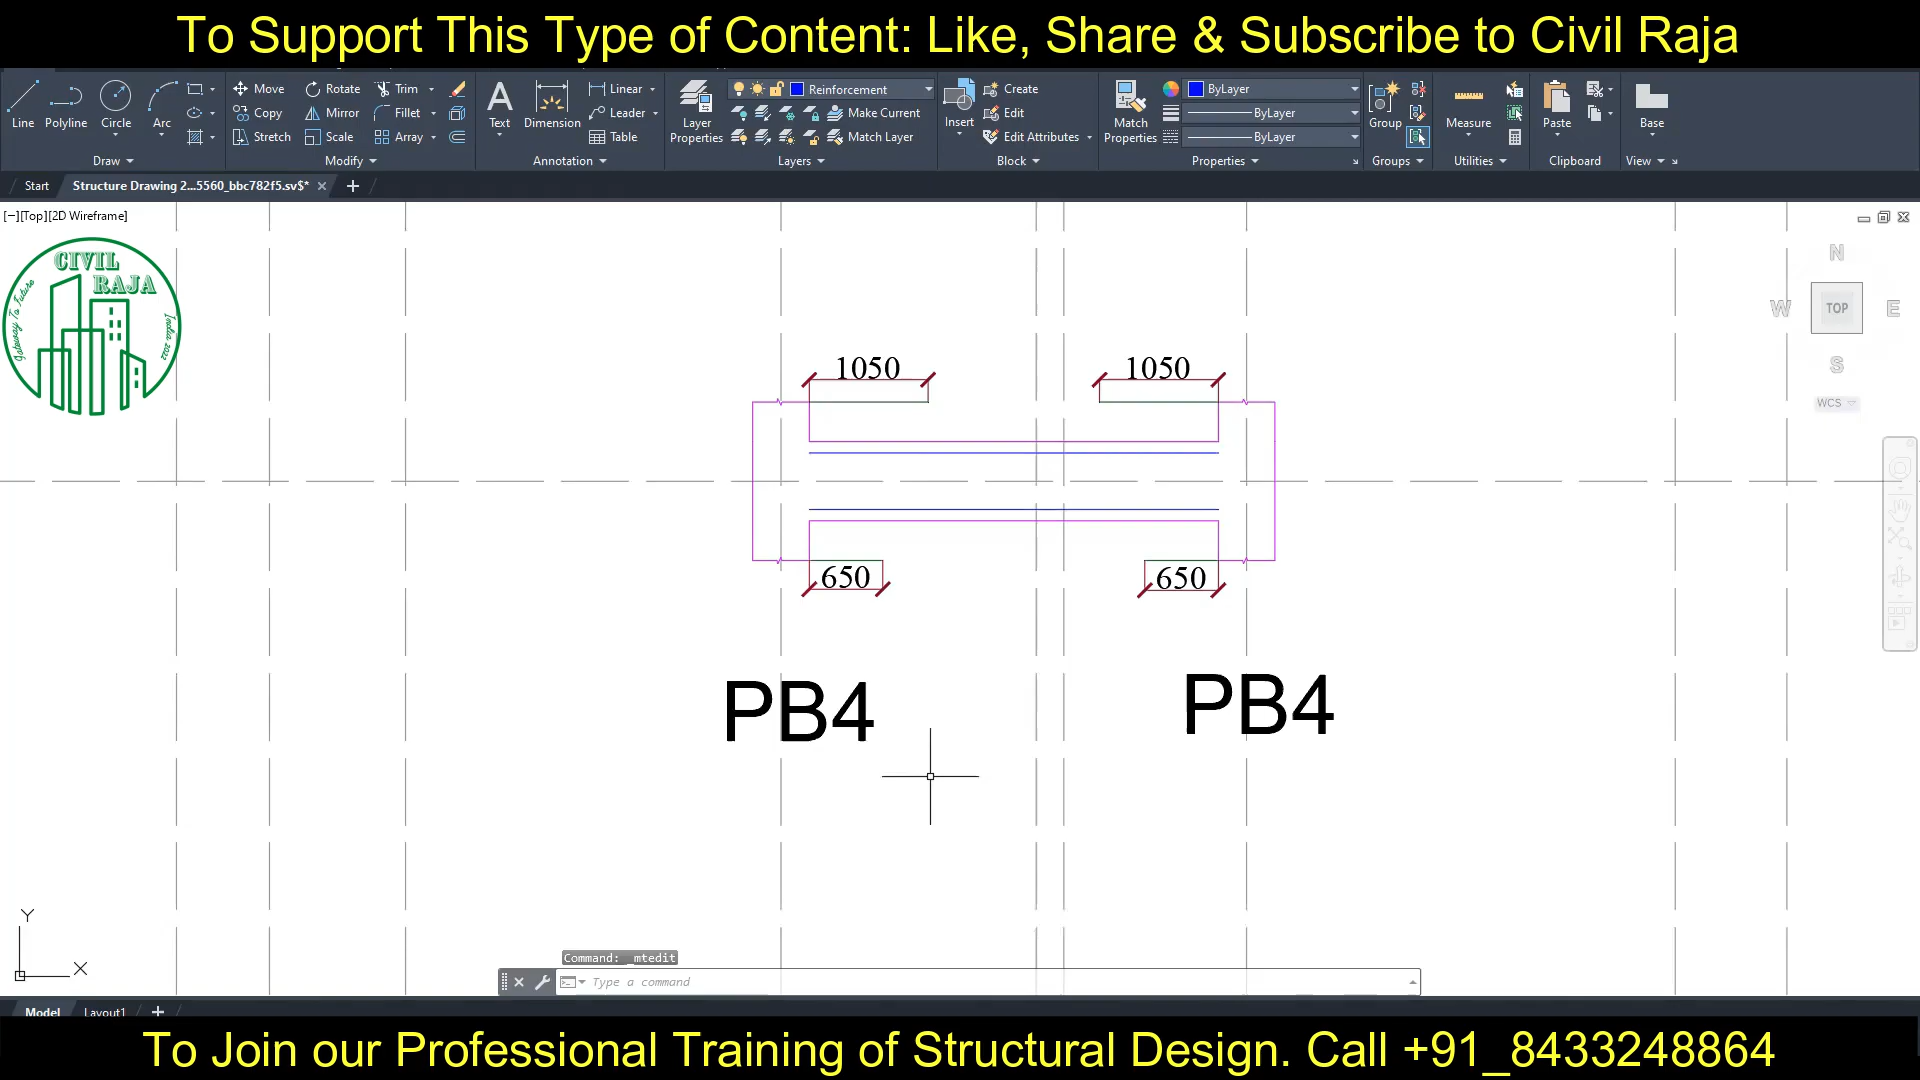 To Support This Type of Content: Like, Share & Subscribe to Civil Raja
Line Polyline Circle Arc
Move Rotate Trim
Copy Mirror Fillet
Stretch Scale Array
Text Dimension
Linear
Leader
Table
Layer Properties
Reinforcement
Make Current
Match Layer
Insert
Create
Edit
Edit Attributes
Match Properties
ByLayer
ByLayer
ByLayer
Group
Measure
Paste
Base
Draw Modify Annotation Layers Block Properties Groups Utilities Clipboard View
Start Structure Drawing 2...5560_bbc782f5.sv$*
[−][Top][2D Wireframe]
CIVIL
RAJA
Gateway To Future
N
W TOP E
S
WCS
1050 1050
650 650
PB4 PB4
Y
X
Command: _mtedit
Type a command
Model Layout1
To Join our Professional Training of Structural Design. Call +91_8433248864